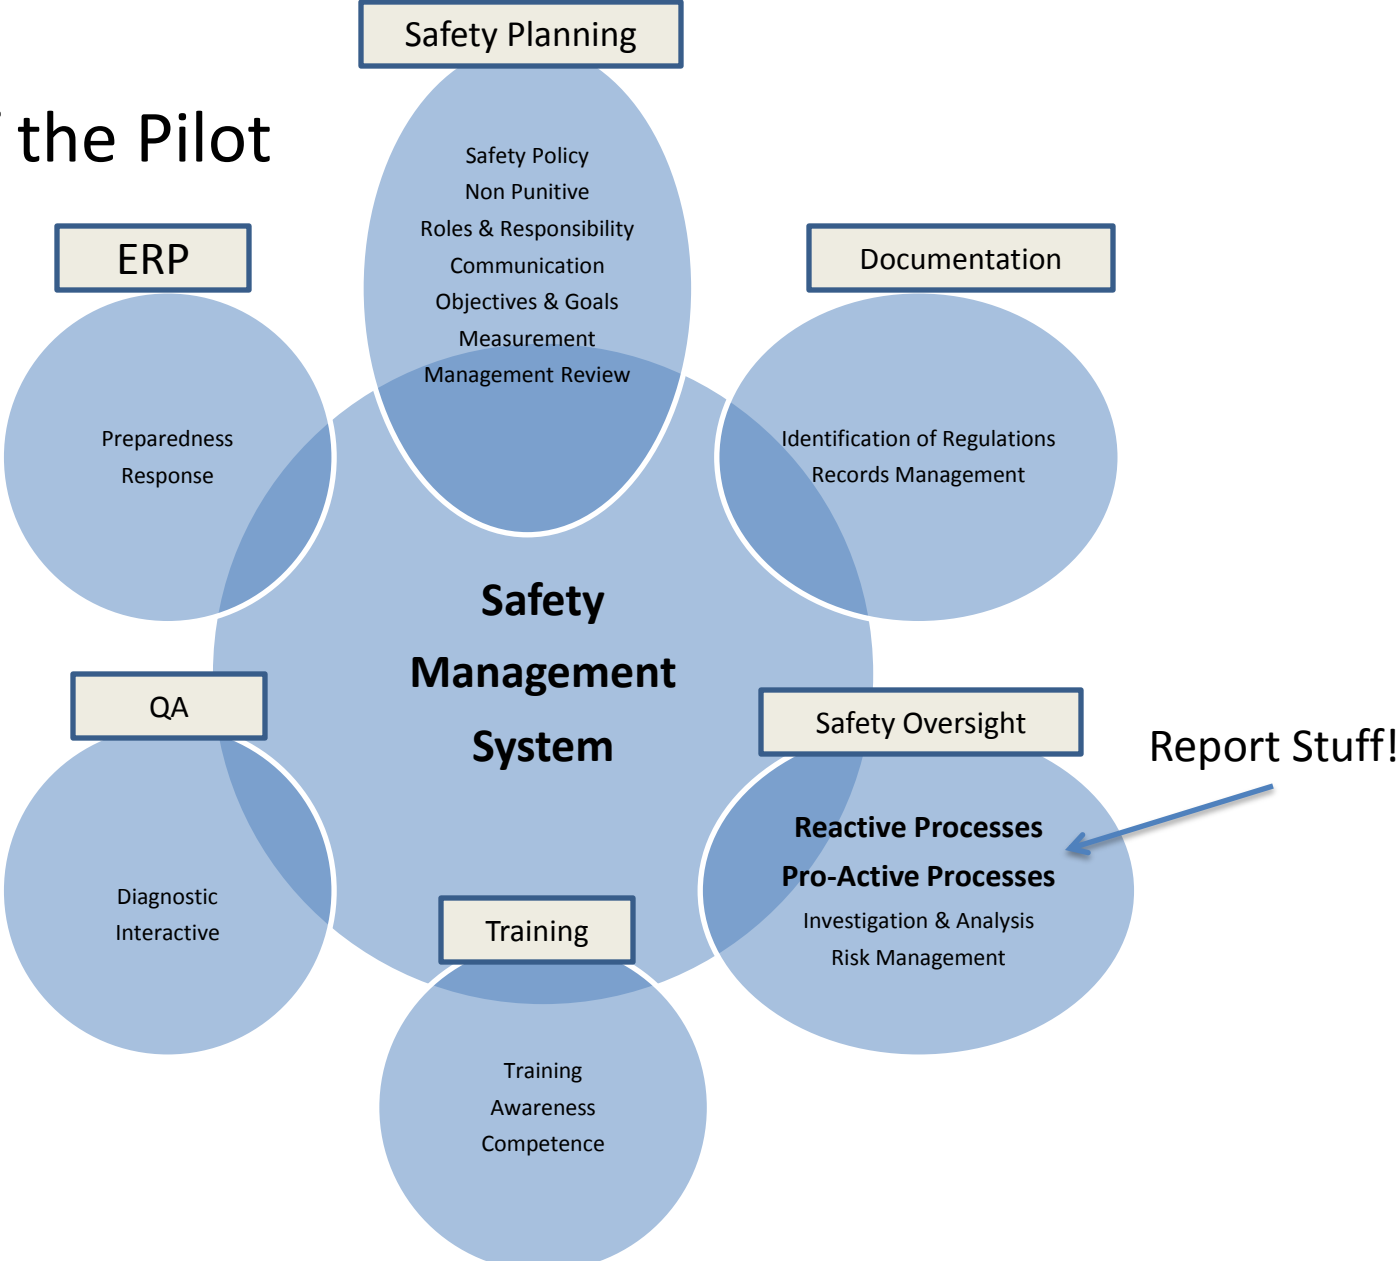 Safety Planning
the Pilot
Safety Policy
Non Punitive
Roles & Responsibility
Communication
Objectives & Goals
Measurement
Management Review
ERP
Preparedness
Response
Documentation
Identification of Regulations
Records Management
Safety
Management
System
QA
Diagnostic
Interactive
Safety Oversight
Reactive Processes
Pro-Active Processes
Investigation & Analysis
Risk Management
Report Stuff!
Training
Training
Awareness
Competence